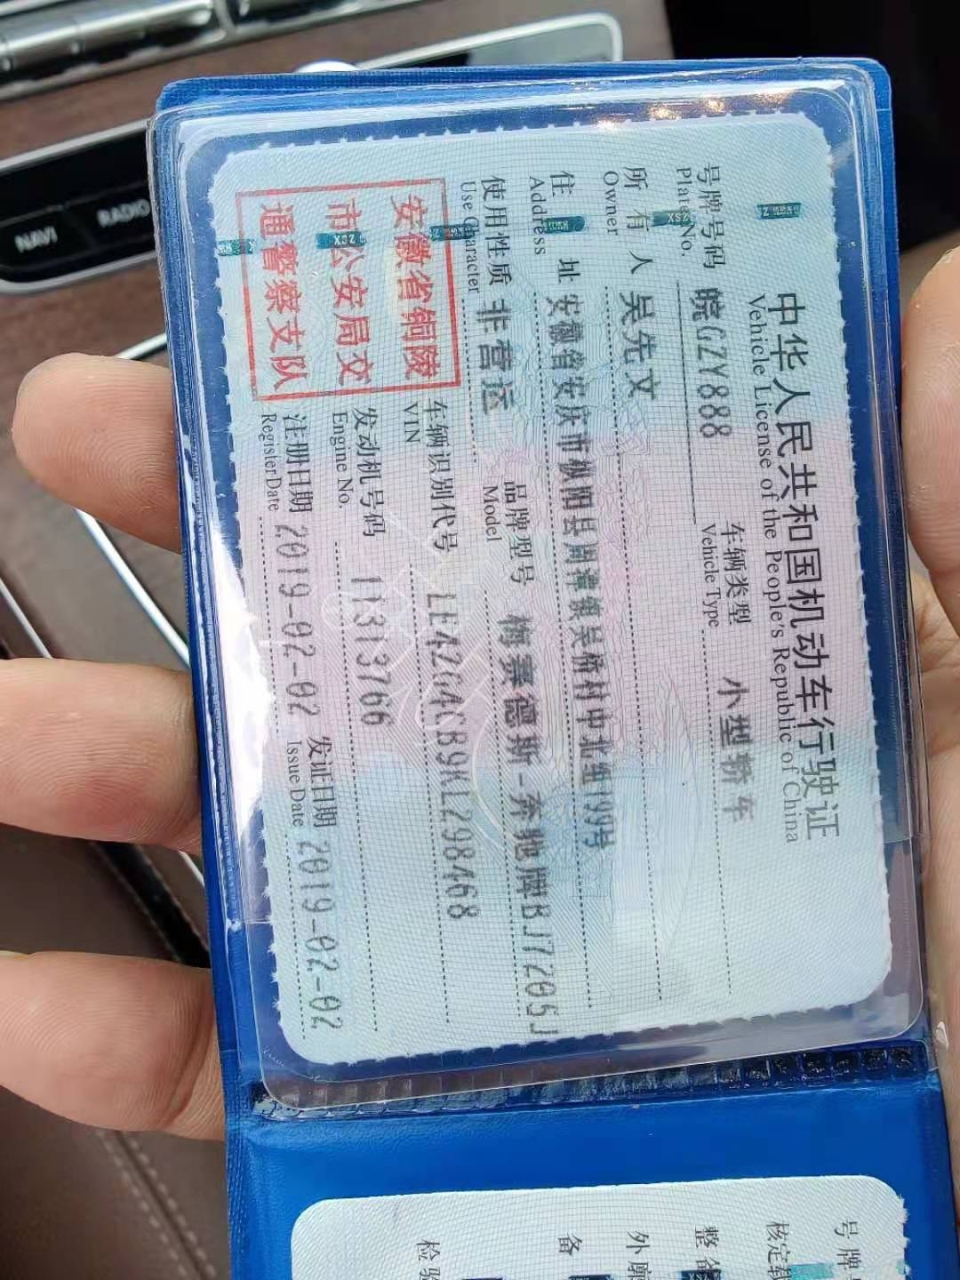 中华人民共和国机动车行驶证
Vehicle License of the People's Republic of China
号牌号码 皖GZY888 车辆类型 小型轿车
Plate No. Vehicle Type
所有人 吴先文
Owner
住址 安徽省安庆市枞阳县周潭镇吴桥村中北组199号
Address
使用性质 非营运 品牌型号 梅赛德斯-奔驰牌BJ7205J
Use Character Model
安徽省铜陵
市公安局交
通警察支队
车辆识别代号 LE4ZG4CB9KL298468
VIN
发动机号码 11313766
Engine No.
注册日期 2019-02-02 发证日期 2019-02-02
Register Date Issue Date
NAVI
RADIO
号牌
核定载
整备
外廓
备
检验